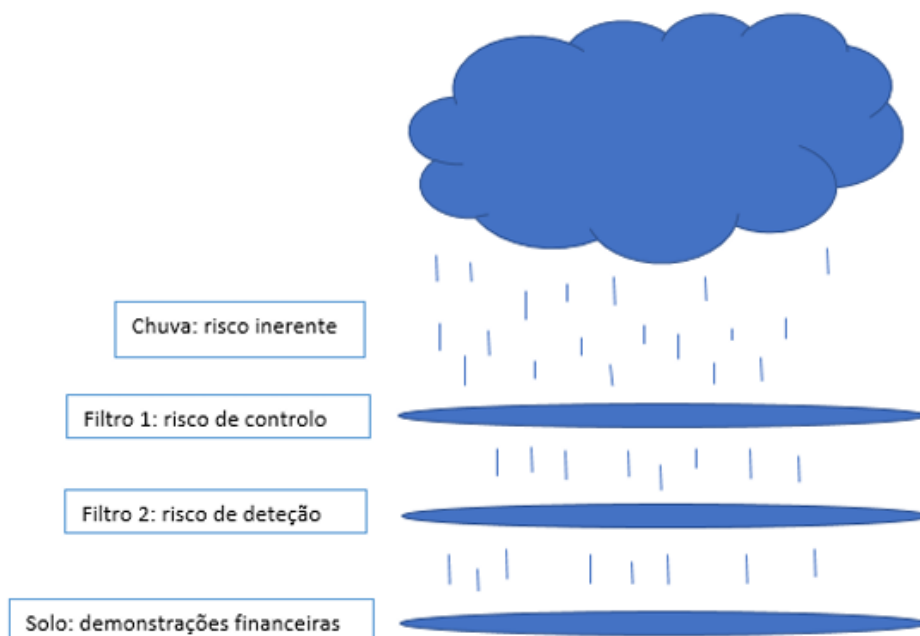 Chuva: risco inerente
Filtro 1: risco de controlo
Filtro 2: risco de deteção
Solo: demonstrações financeiras